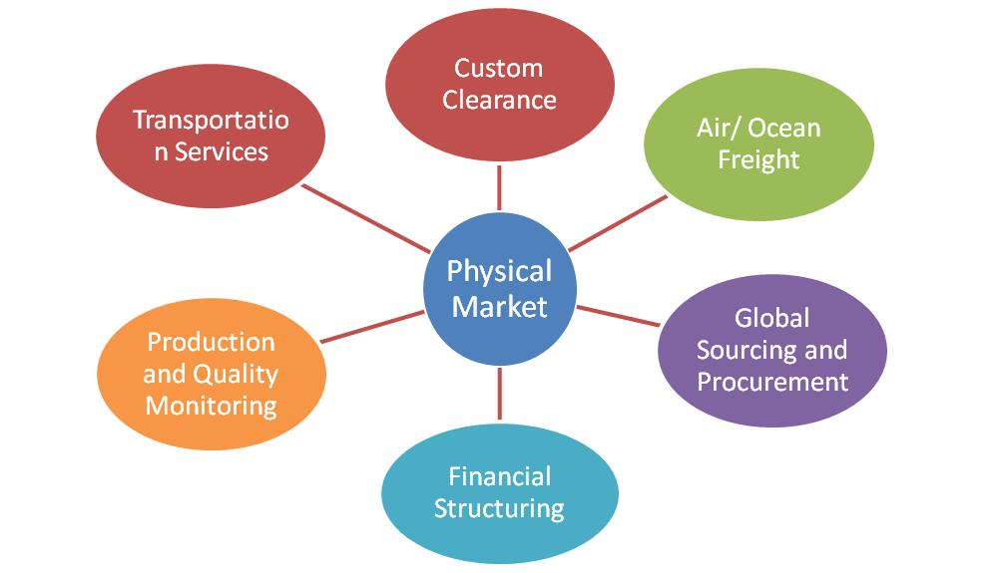 Custom
Clearance
Transportatio
n Services
Air/ Ocean
Freight
Physical
Market
Production
and Quality
Monitoring
Global
Sourcing and
Procurement
Financial
Structuring